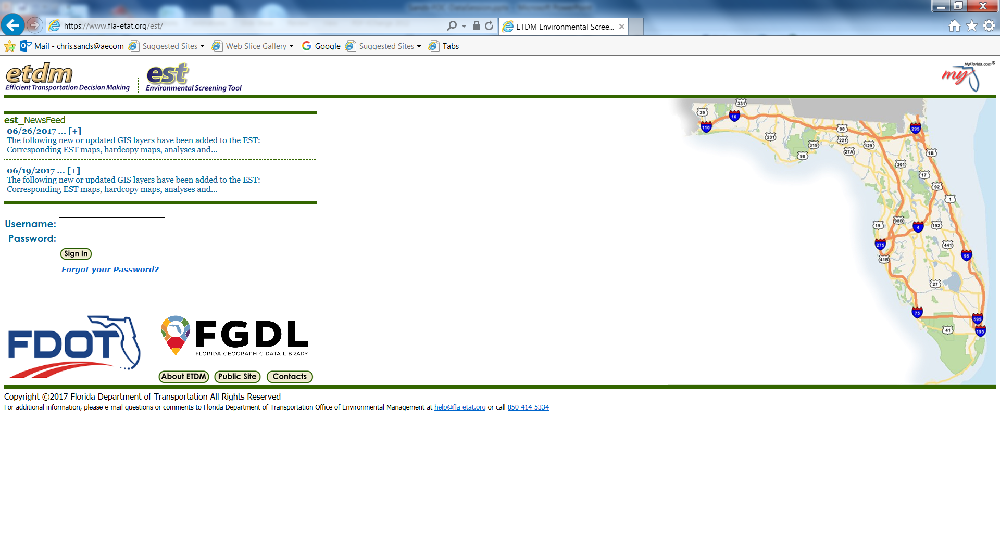 https://www.fla-etat.org/est/
ETDM Environmental Scree...
Mail - chris.sands@aecom
Suggested Sites
Web Slice Gallery
Google
Suggested Sites
Tabs
etdm
Efficient Transportation Decision Making
est
Environmental Screening Tool
MyFlorida.com®
my
est_NewsFeed
06/26/2017 ... [+]
The following new or updated GIS layers have been added to the EST:
Corresponding EST maps, hardcopy maps, analyses and...
06/19/2017 ... [+]
The following new or updated GIS layers have been added to the EST:
Corresponding EST maps, hardcopy maps, analyses and...
Username:
Password:
Sign In
Forgot your Password?
FDOT
FGDL
FLORIDA GEOGRAPHIC DATA LIBRARY
About ETDM
Public Site
Contacts
331
29
10
110
90
295
231
221
319
129
27A
98
1B
301
17
92
1
98B
19
4
192
275
441
41B
95
27
75
595
41
195
Copyright ©2017 Florida Department of Transportation All Rights Reserved
For additional information, please e-mail questions or comments to Florida Department of Transportation Office of Environmental Management at help@fla-etat.org or call 850-414-5334